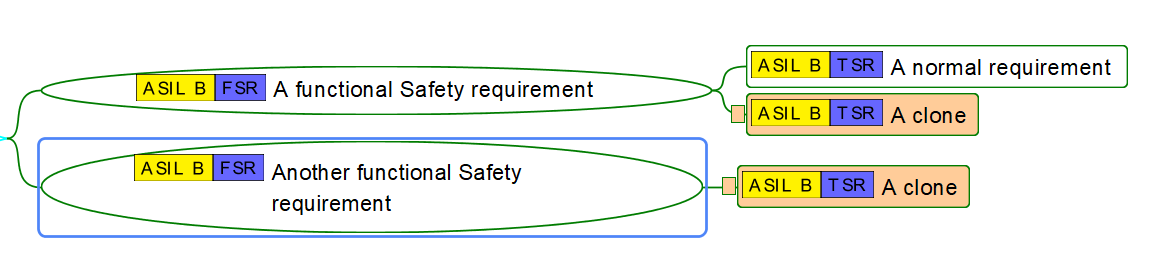 ASIL B FSR A functional Safety requirement
ASIL B TSR A normal requirement
ASIL B TSR A clone
ASIL B FSR Another functional Safety
requirement
ASIL B TSR A clone